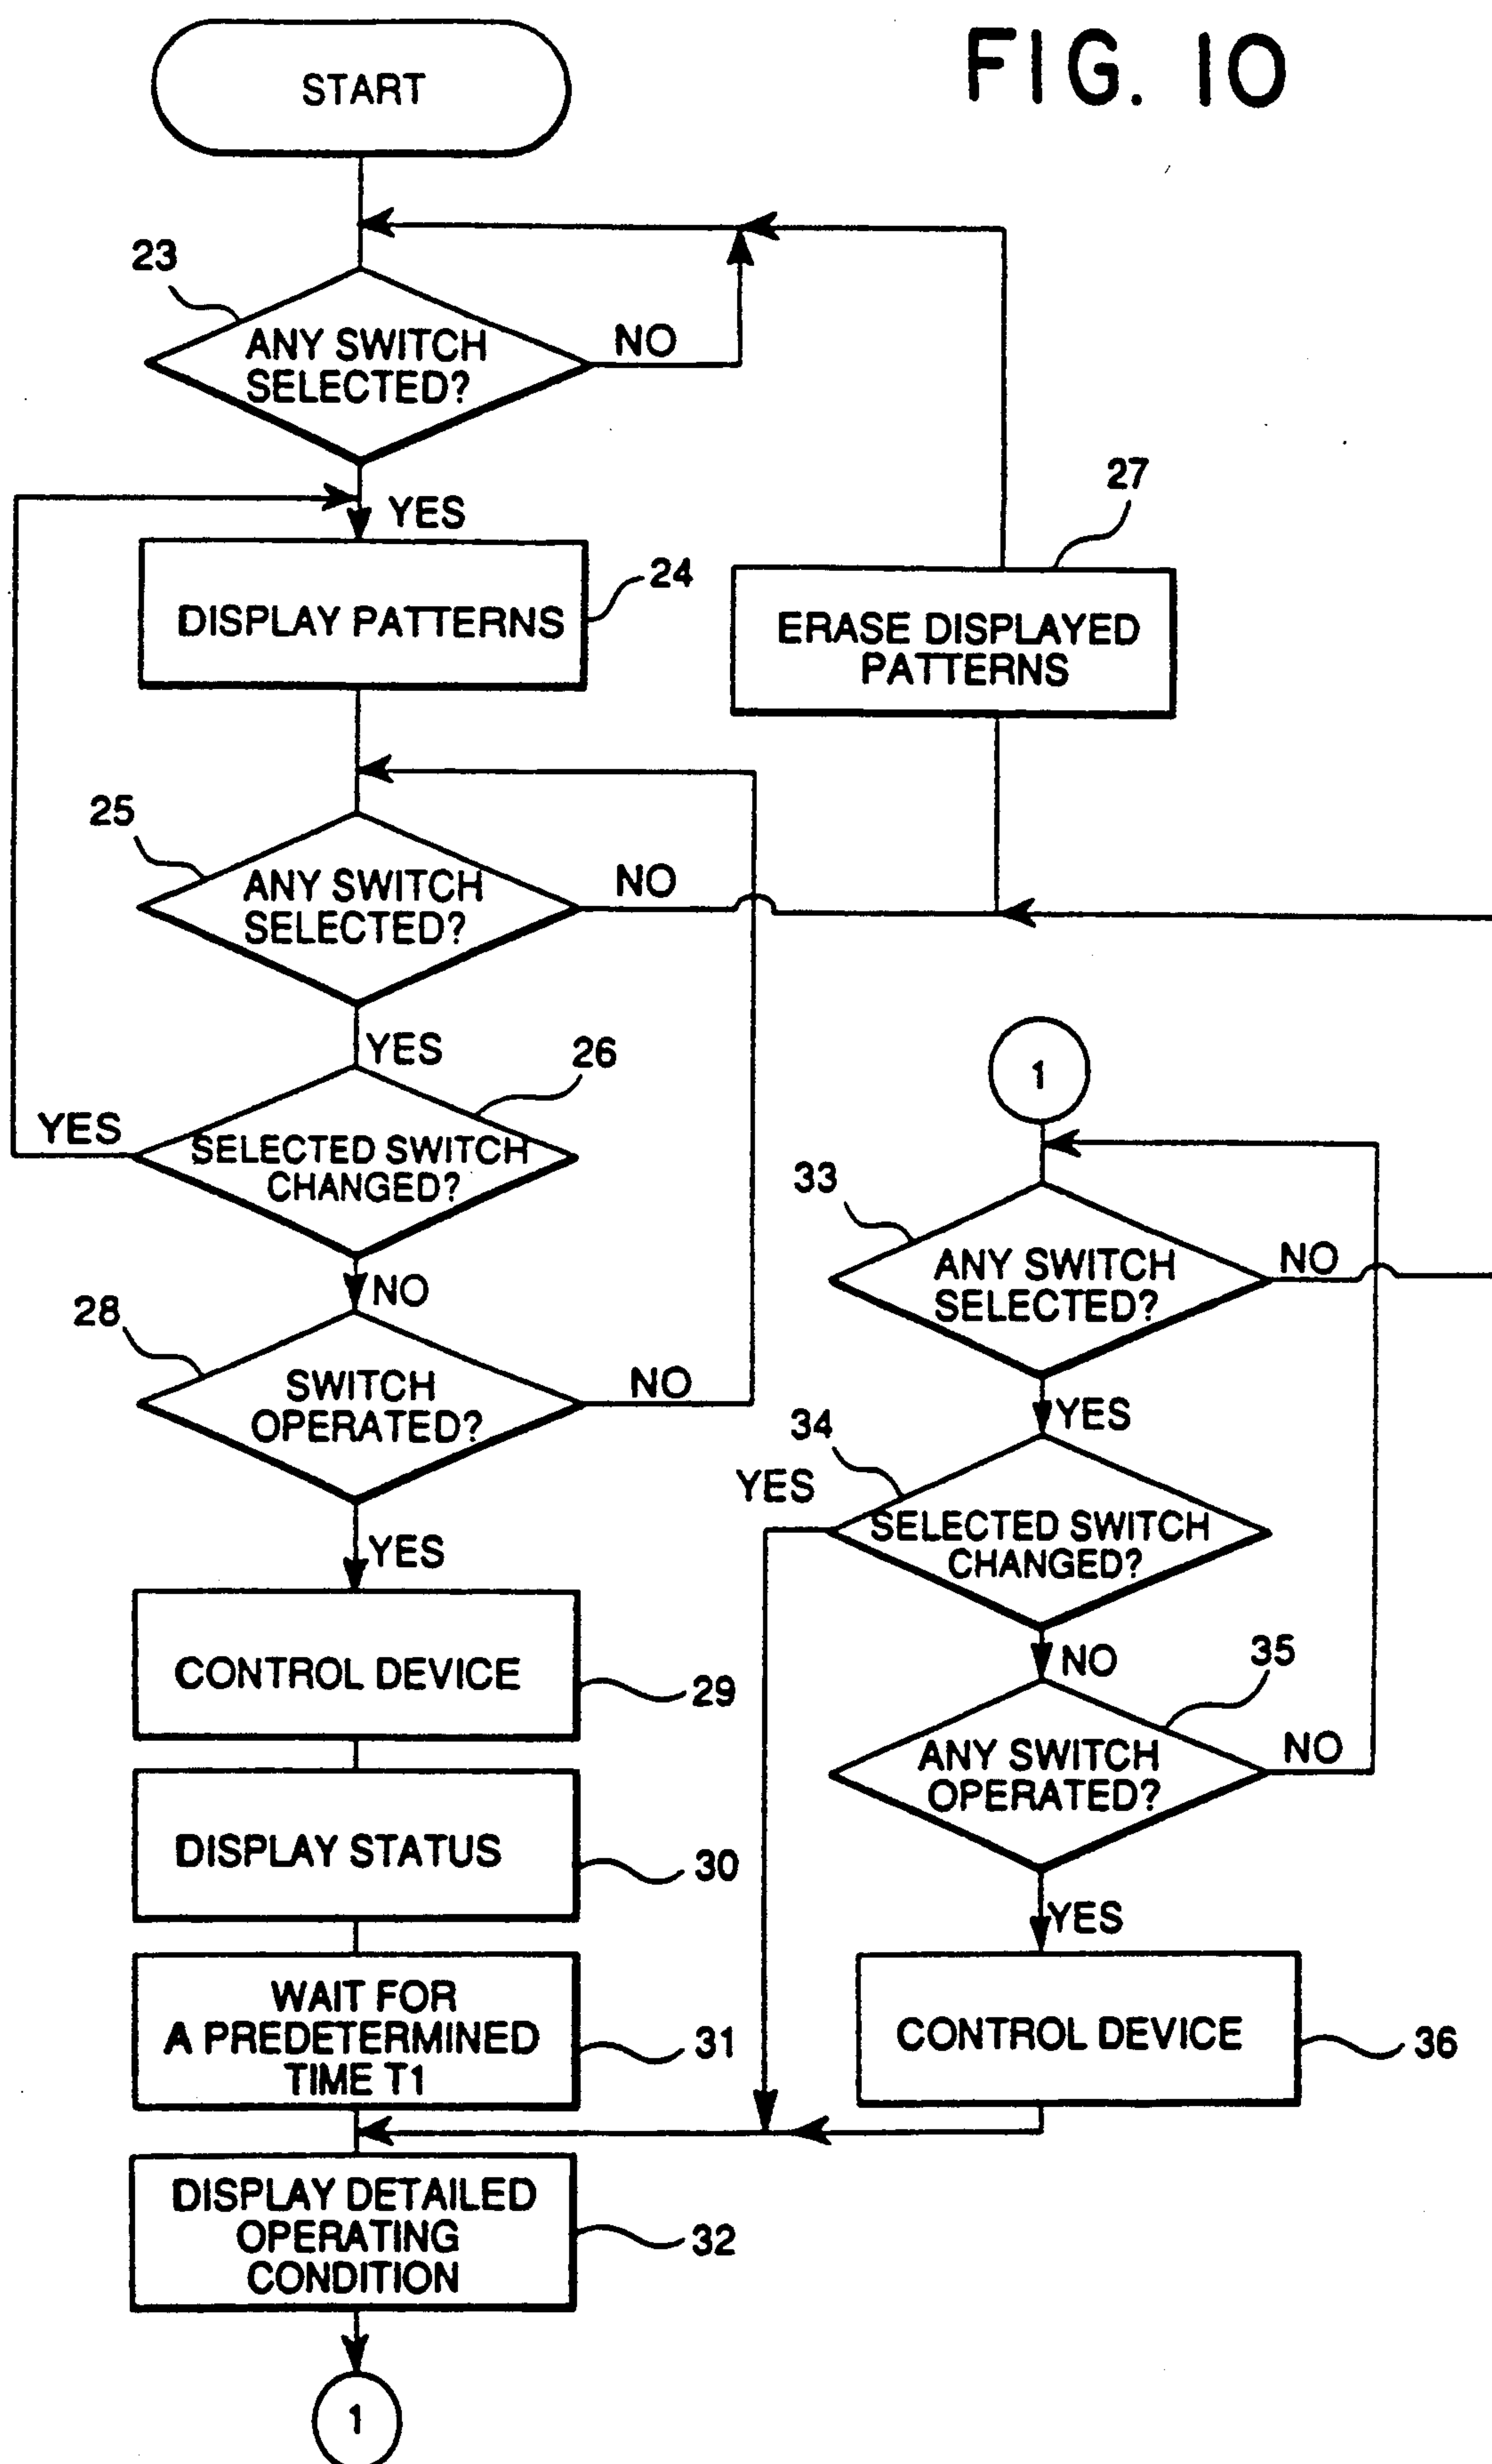 FIG. 10
START
23
ANY SWITCH
SELECTED?
NO
YES
24
DISPLAY PATTERNS
27
ERASE DISPLAYED
PATTERNS
25
ANY SWITCH
SELECTED?
NO
YES
26
YES
SELECTED SWITCH
CHANGED?
NO
28
SWITCH
OPERATED?
NO
YES
CONTROL DEVICE
29
DISPLAY STATUS
30
WAIT FOR
A PREDETERMINED
TIME T1
31
DISPLAY DETAILED
OPERATING
CONDITION
32
1
1
33
ANY SWITCH
SELECTED?
NO
YES
34
YES
SELECTED SWITCH
CHANGED?
NO
35
ANY SWITCH
OPERATED?
NO
YES
CONTROL DEVICE
36